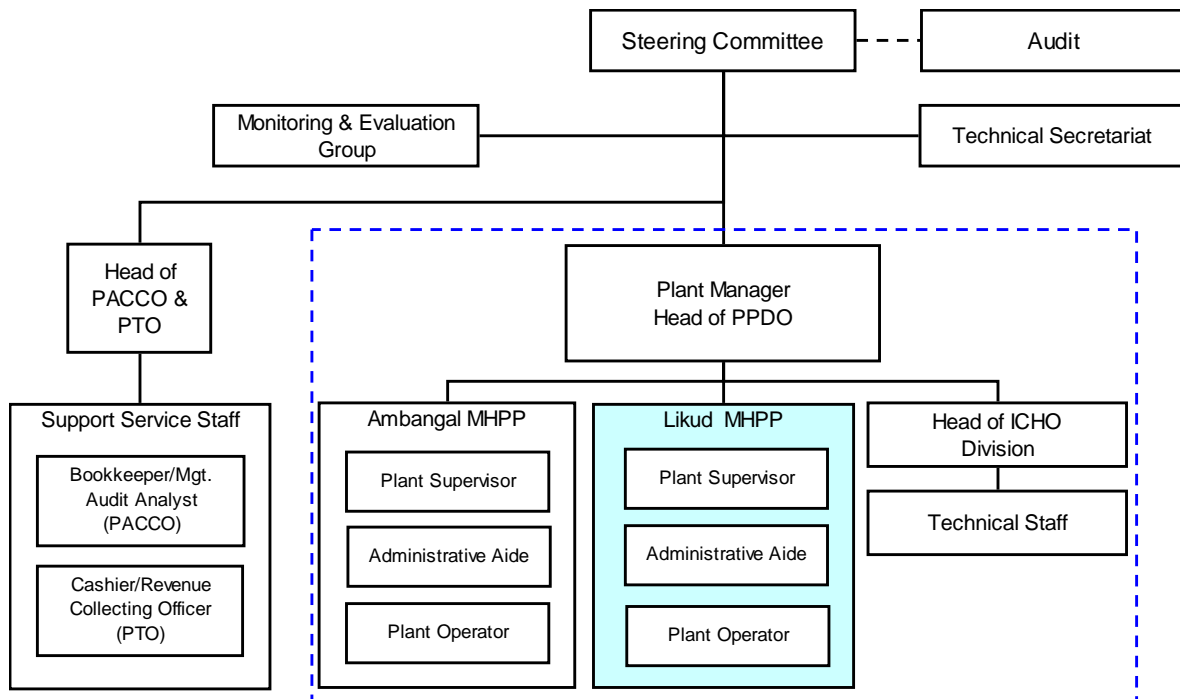 Steering Committee
Audit
Monitoring & Evaluation
Group
Technical Secretariat
Head of
PACCO &
PTO
Plant Manager
Head of PPDO
Support Service Staff
Bookkeeper/Mgt.
Audit Analyst
(PACCO)
Cashier/Revenue
Collecting Officer
(PTO)
Ambangal MHPP
Plant Supervisor
Administrative Aide
Plant Operator
Likud MHPP
Plant Supervisor
Administrative Aide
Plant Operator
Head of ICHO
Division
Technical Staff